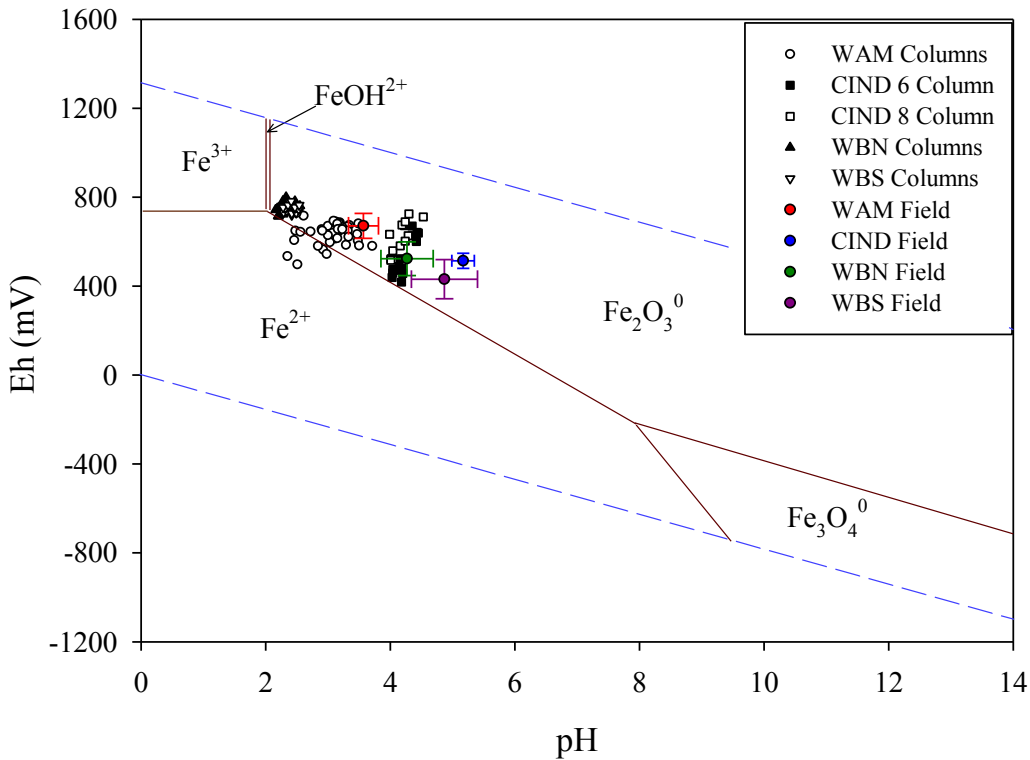 1600
1200
800
400
0
-400
-800
-1200
Eh (mV)
0
2
4
6
8
10
12
14
pH
FeOH²⁺
Fe³⁺
Fe²⁺
Fe₂O₃⁰
Fe₃O₄⁰
WAM Columns
CIND 6 Column
CIND 8 Column
WBN Columns
WBS Columns
WAM Field
CIND Field
WBN Field
WBS Field